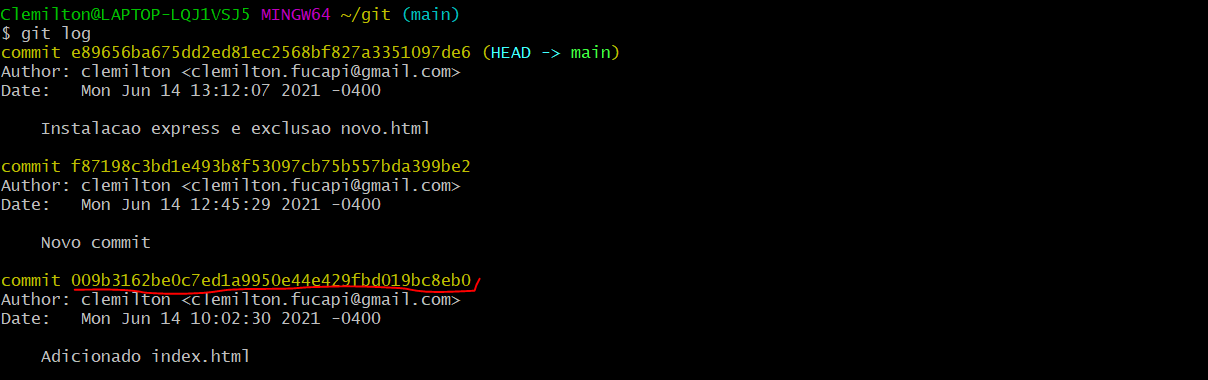 Clemilton@LAPTOP-LQJ1VSJ5 MINGW64 ~/git (main)
$ git log
commit e89656ba675dd2ed81ec2568bf827a3351097de6 (HEAD -> main)
Author: clemilton <clemilton.fucapi@gmail.com>
Date:   Mon Jun 14 13:12:07 2021 -0400
    Instalacao express e exclusao novo.html
commit f87198c3bd1e493b8f53097cb75b557bda399be2
Author: clemilton <clemilton.fucapi@gmail.com>
Date:   Mon Jun 14 12:45:29 2021 -0400
    Novo commit
commit 009b3162be0c7ed1a9950e44e429fbd019bc8eb0
Author: clemilton <clemilton.fucapi@gmail.com>
Date:   Mon Jun 14 10:02:30 2021 -0400
    Adicionado index.html